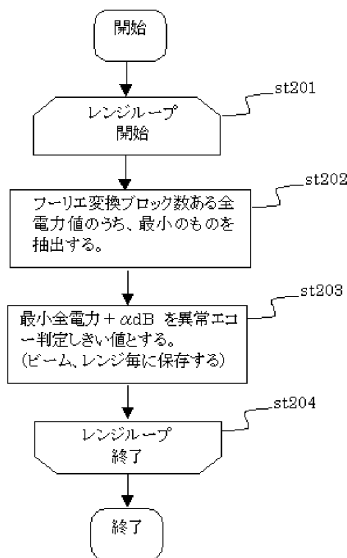 開始
st201
レンジループ
開始
st202
フーリエ変換ブロック数ある全
電力値のうち、最小のものを
抽出する。
st203
最小全電力＋αdB を異常エコ
ー判定しきい値とする。
(ビーム、レンジ毎に保存する)
st204
レンジループ
終了
終了